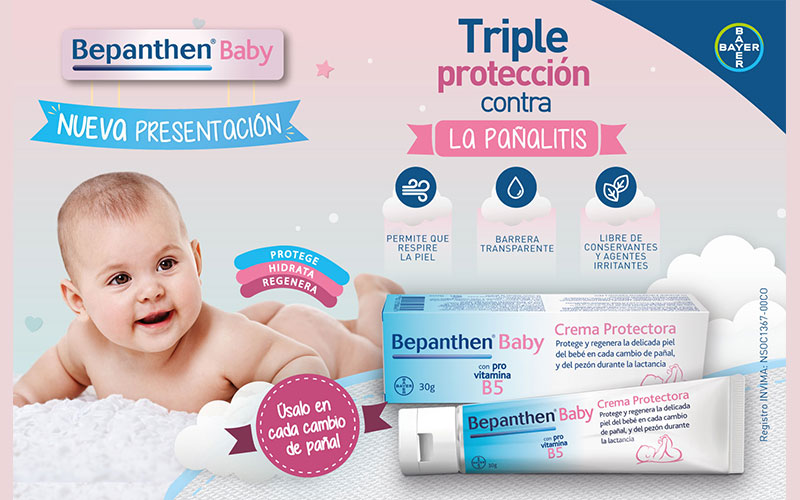 Bepanthen® Baby
NUEVA PRESENTACIÓN
Triple
protección
contra
LA PAÑALITIS
BAYER
BAYER
PERMITE QUE
RESPIRE
LA PIEL
BARRERA
TRANSPARENTE
LIBRE DE
CONSERVANTES
Y AGENTES
IRRITANTES
PROTEGE
HIDRATA
REGENERA
Úsalo en
cada cambio
de pañal
Bepanthen® Baby
con pro
vitamina
B5
30g
Crema Protectora
Protege y regenera la delicada piel
del bebé en cada cambio de pañal,
y del pezón durante la lactancia
Bepanthen® Baby
con pro
vitamina
B5
Crema Protectora
Protege y regenera la delicada
piel del bebé en cada cambio
de pañal, y del pezón durante
la lactancia
Registro INVIMA: NSOC1367-00CO